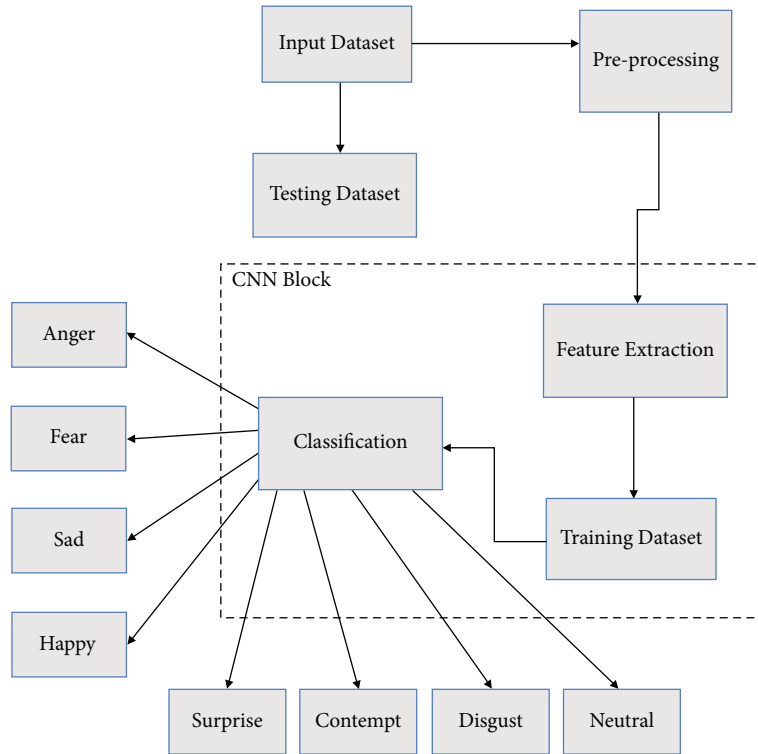 Input Dataset
Pre-processing
Testing Dataset
CNN Block
Anger
Feature Extraction
Fear
Classification
Sad
Training Dataset
Happy
Surprise
Contempt
Disgust
Neutral